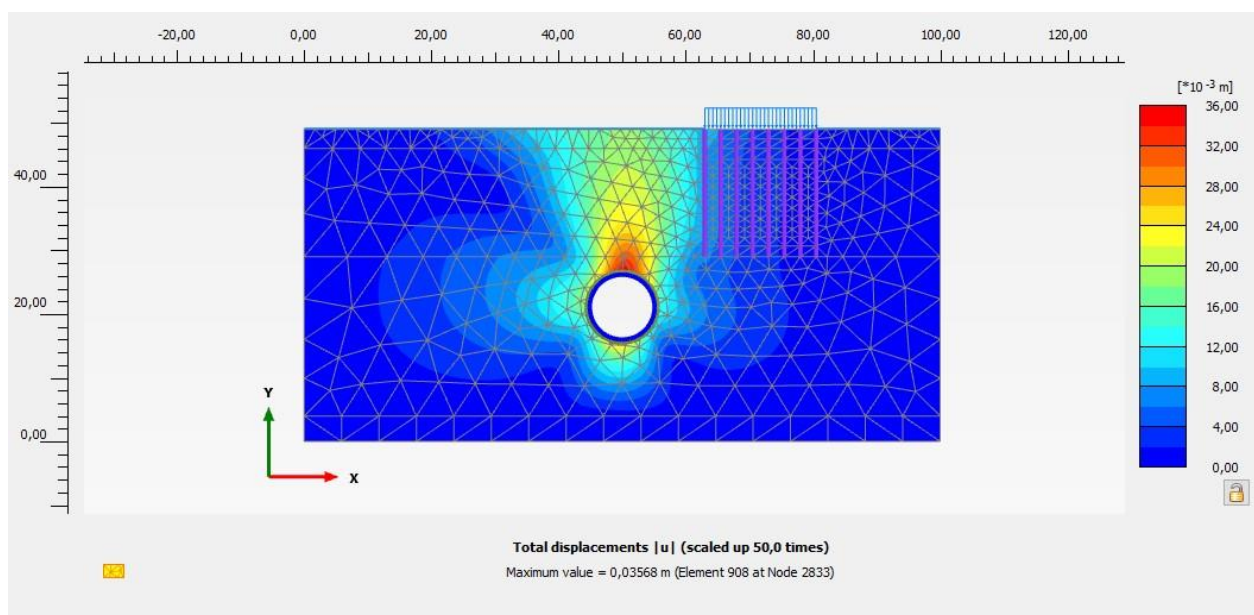 -20,00 0,00 20,00 40,00 60,00 80,00 100,00 120,00
[*10 -3 m]
36,00
32,00
28,00
24,00
20,00
16,00
12,00
8,00
4,00
0,00
40,00
20,00
0,00
Y
X
Total displacements |u| (scaled up 50,0 times)
Maximum value = 0,03568 m (Element 908 at Node 2833)